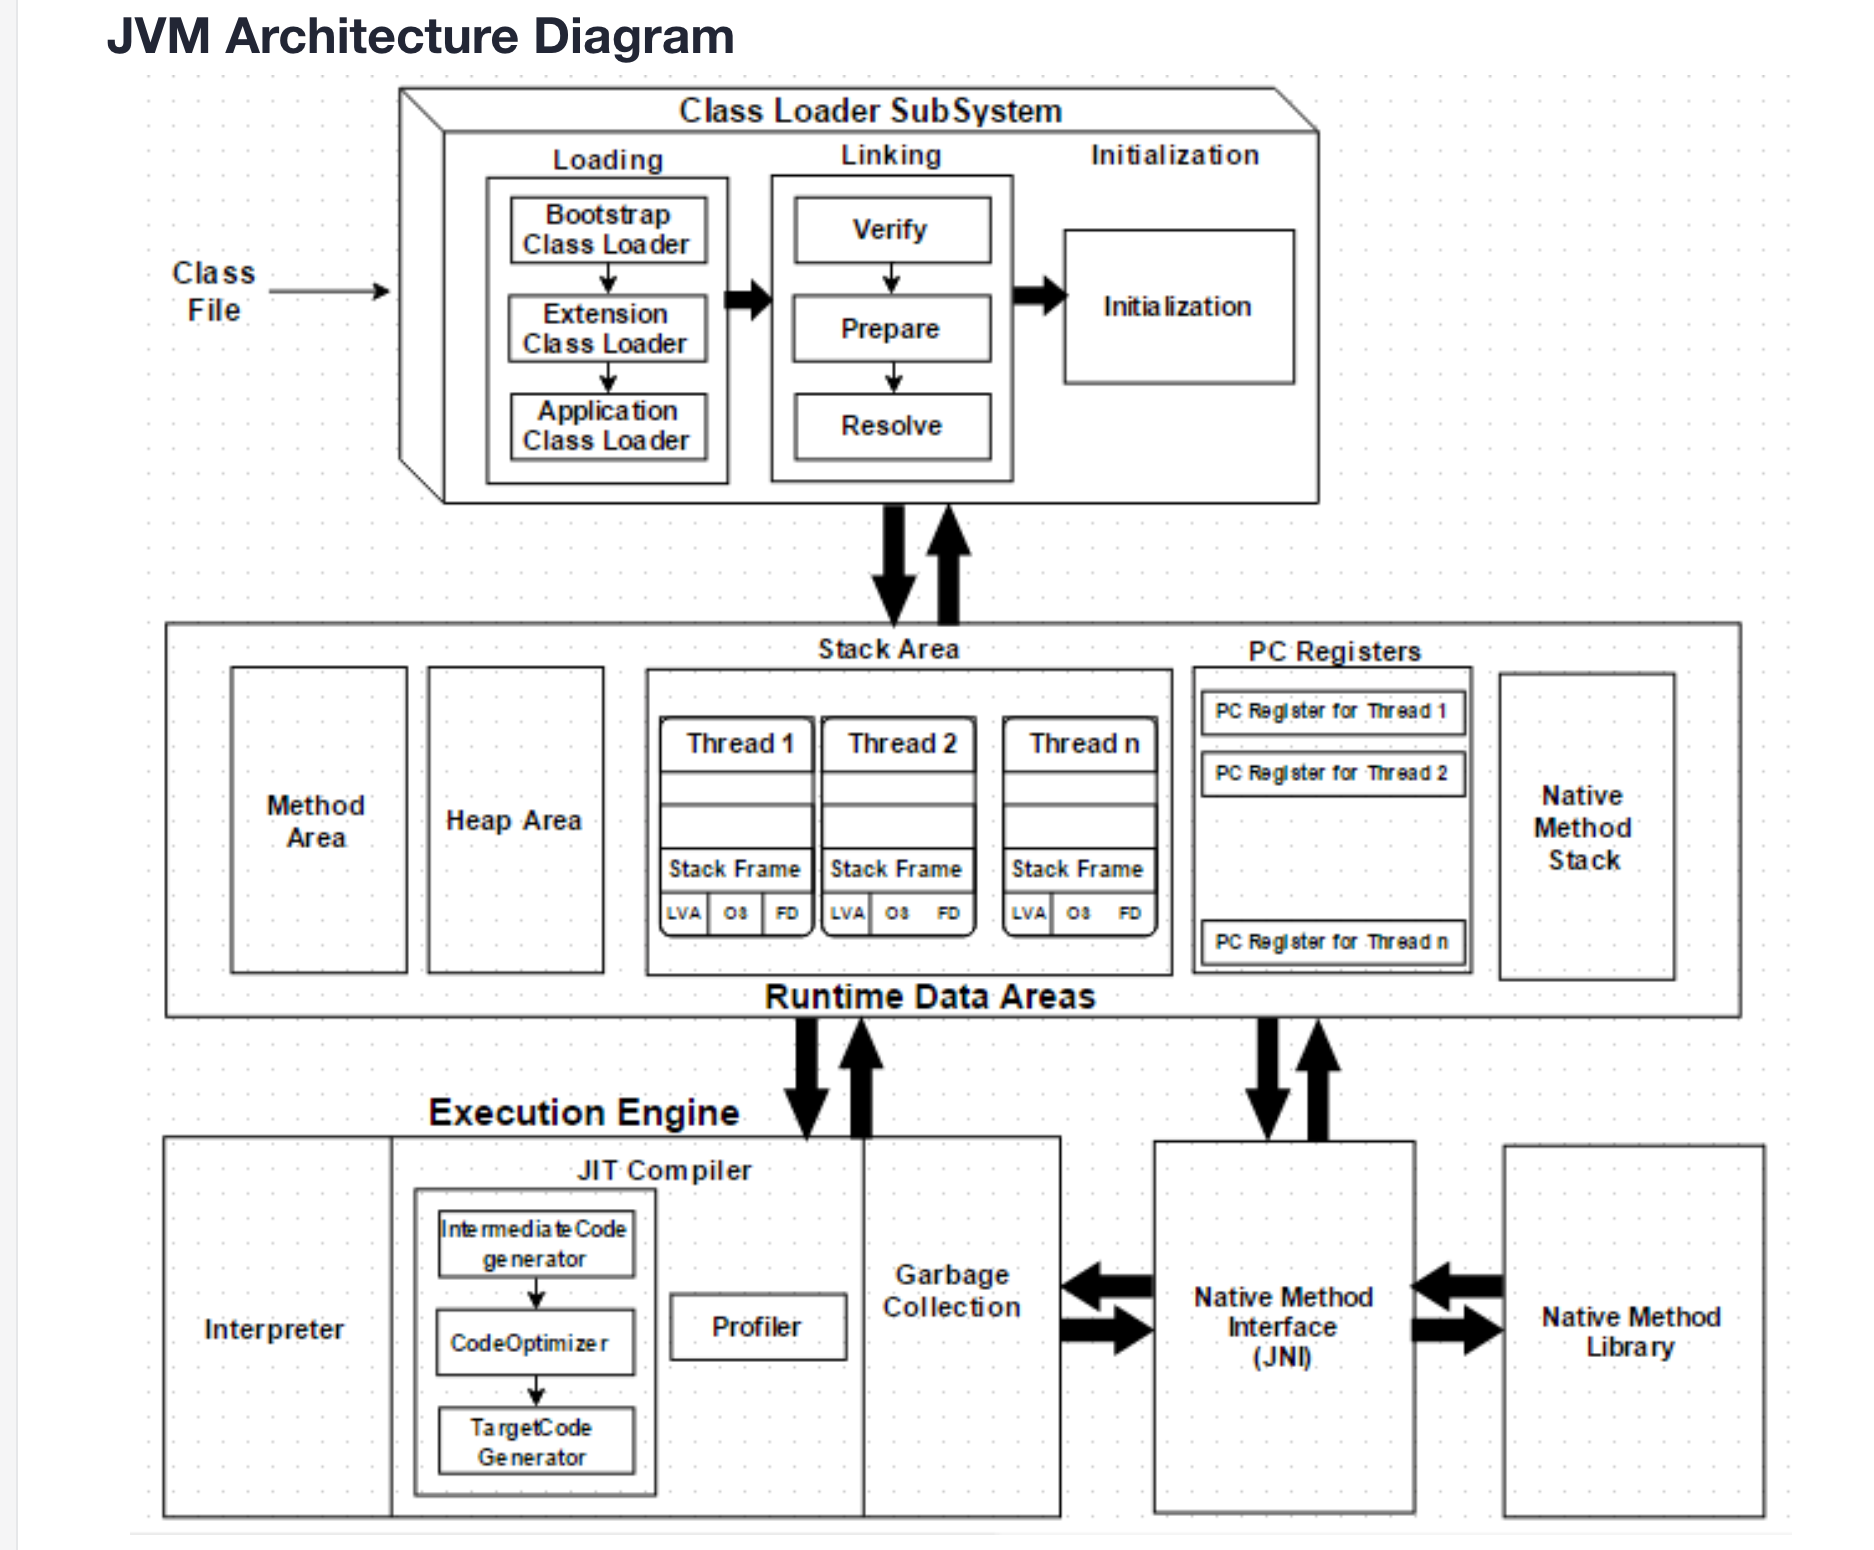 JVM Architecture Diagram
Class Loader SubSystem
Loading
Linking
Initialization
Bootstrap
Class Loader
Extension
Class Loader
Application
Class Loader
Verify
Prepare
Resolve
Initialization
Class
File
Stack Area
PC Registers
Method
Area
Heap Area
Thread 1
Stack Frame
LVA OS FD
Thread 2
Stack Frame
LVA OS FD
Thread n
Stack Frame
LVA OS FD
PC Register for Thread 1
PC Register for Thread 2
PC Register for Thread n
Native
Method
Stack
Runtime Data Areas
Execution Engine
Interpreter
JIT Compiler
IntermediateCode
generator
CodeOptimizer
TargetCode
Generator
Profiler
Garbage
Collection
Native Method
Interface
(JNI)
Native Method
Library